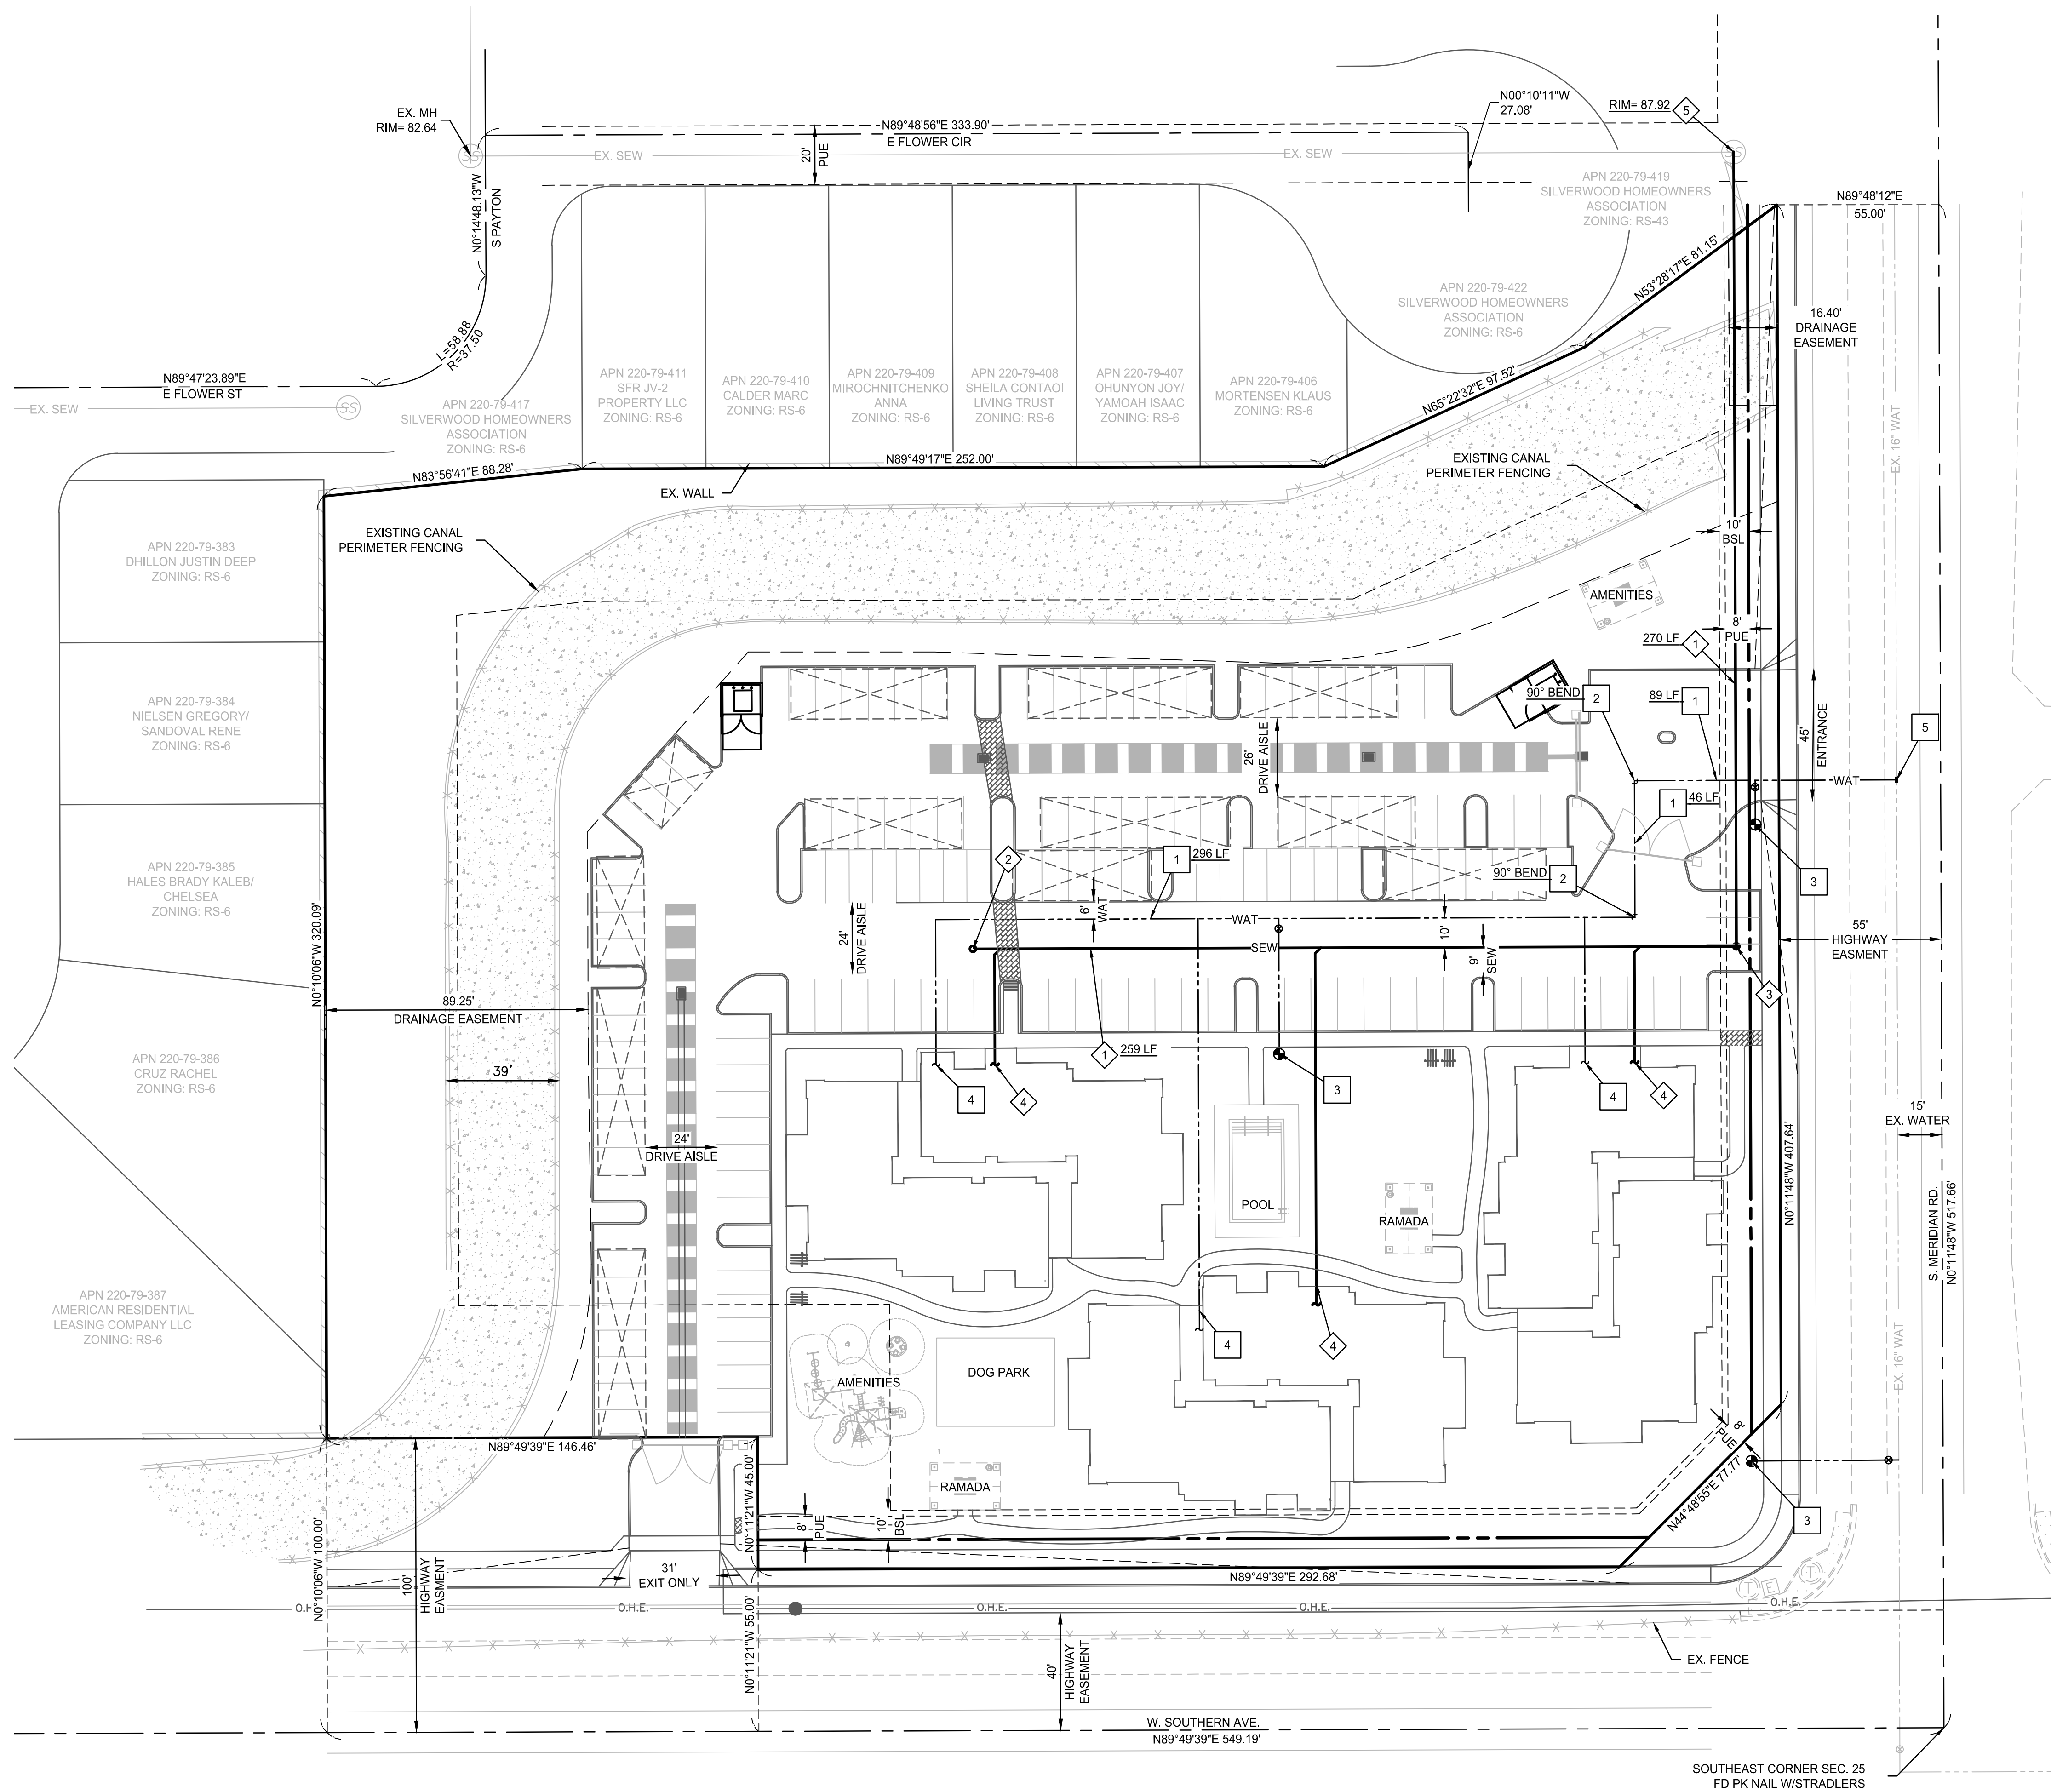 EX. MH
RIM= 82.64
N89°48'56"E 333.90'
E FLOWER CIR
N00°10'11"W
27.08'
RIM= 87.92
5
SS
EX. SEW
20'
PUE
EX. SEW
SS
N0°14'48.13"W
S PAYTON
APN 220-79-419
SILVERWOOD HOMEOWNERS
ASSOCIATION
ZONING: RS-43
N89°48'12"E
55.00'
N53°28'17"E 81.15'
APN 220-79-422
SILVERWOOD HOMEOWNERS
ASSOCIATION
ZONING: RS-6
16.40'
DRAINAGE
EASEMENT
L=58.88
R=37.50
N89°47'23.89"E
E FLOWER ST
EX. SEW
SS
APN 220-79-417
SILVERWOOD HOMEOWNERS
ASSOCIATION
ZONING: RS-6
APN 220-79-411
SFR JV-2
PROPERTY LLC
ZONING: RS-6
APN 220-79-410
CALDER MARC
ZONING: RS-6
APN 220-79-409
MIROCHNITCHENKO
ANNA
ZONING: RS-6
APN 220-79-408
SHEILA CONTAOI
LIVING TRUST
ZONING: RS-6
APN 220-79-407
OHUNYON JOY/
YAMOAH ISAAC
ZONING: RS-6
APN 220-79-406
MORTENSEN KLAUS
ZONING: RS-6
N65°22'32"E 97.52'
EX. 16" WAT
N83°56'41"E 88.28'
N89°49'17"E 252.00'
EX. WALL
EXISTING CANAL
PERIMETER FENCING
EXISTING CANAL
PERIMETER FENCING
10'
BSL
APN 220-79-383
DHILLON JUSTIN DEEP
ZONING: RS-6
AMENITIES
8'
PUE
270 LF
1
APN 220-79-384
NIELSEN GREGORY/
SANDOVAL RENE
ZONING: RS-6
90° BEND
2
89 LF
1
5
45'
ENTRANCE
26'
DRIVE AISLE
WAT
1
46 LF
APN 220-79-385
HALES BRADY KALEB/
CHELSEA
ZONING: RS-6
2
1
296 LF
90° BEND
2
3
6'
WAT
WAT
24'
DRIVE AISLE
SEW
10'
9'
SEW
55'
HIGHWAY
EASMENT
3
N0°10'06"W 320.09'
89.25'
DRAINAGE EASEMENT
1
259 LF
APN 220-79-386
CRUZ RACHEL
ZONING: RS-6
39'
4
4
3
4
4
15'
EX. WATER
24'
DRIVE AISLE
N0°11'48"W 407.64'
POOL
RAMADA
S. MERIDIAN RD.
N0°11'48"W 517.66'
APN 220-79-387
AMERICAN RESIDENTIAL
LEASING COMPANY LLC
ZONING: RS-6
4
4
EX. 16" WAT
AMENITIES
DOG PARK
8'
PUE
N89°49'39"E 146.46'
N0°11'21"W 45.00'
RAMADA
N44°48'55"E 77.77'
3
8'
PUE
10'
BSL
N0°10'06"W 100.00'
100'
HIGHWAY
EASMENT
31'
EXIT ONLY
N89°49'39"E 292.68'
T
E
T
O.H.E.
O.H.E.
O.H.E.
O.H.E.
N0°11'21"W 55.00'
40'
HIGHWAY
EASEMENT
EX. FENCE
W. SOUTHERN AVE.
N89°49'39"E 549.19'
SOUTHEAST CORNER SEC. 25
FD PK NAIL W/STRADLERS